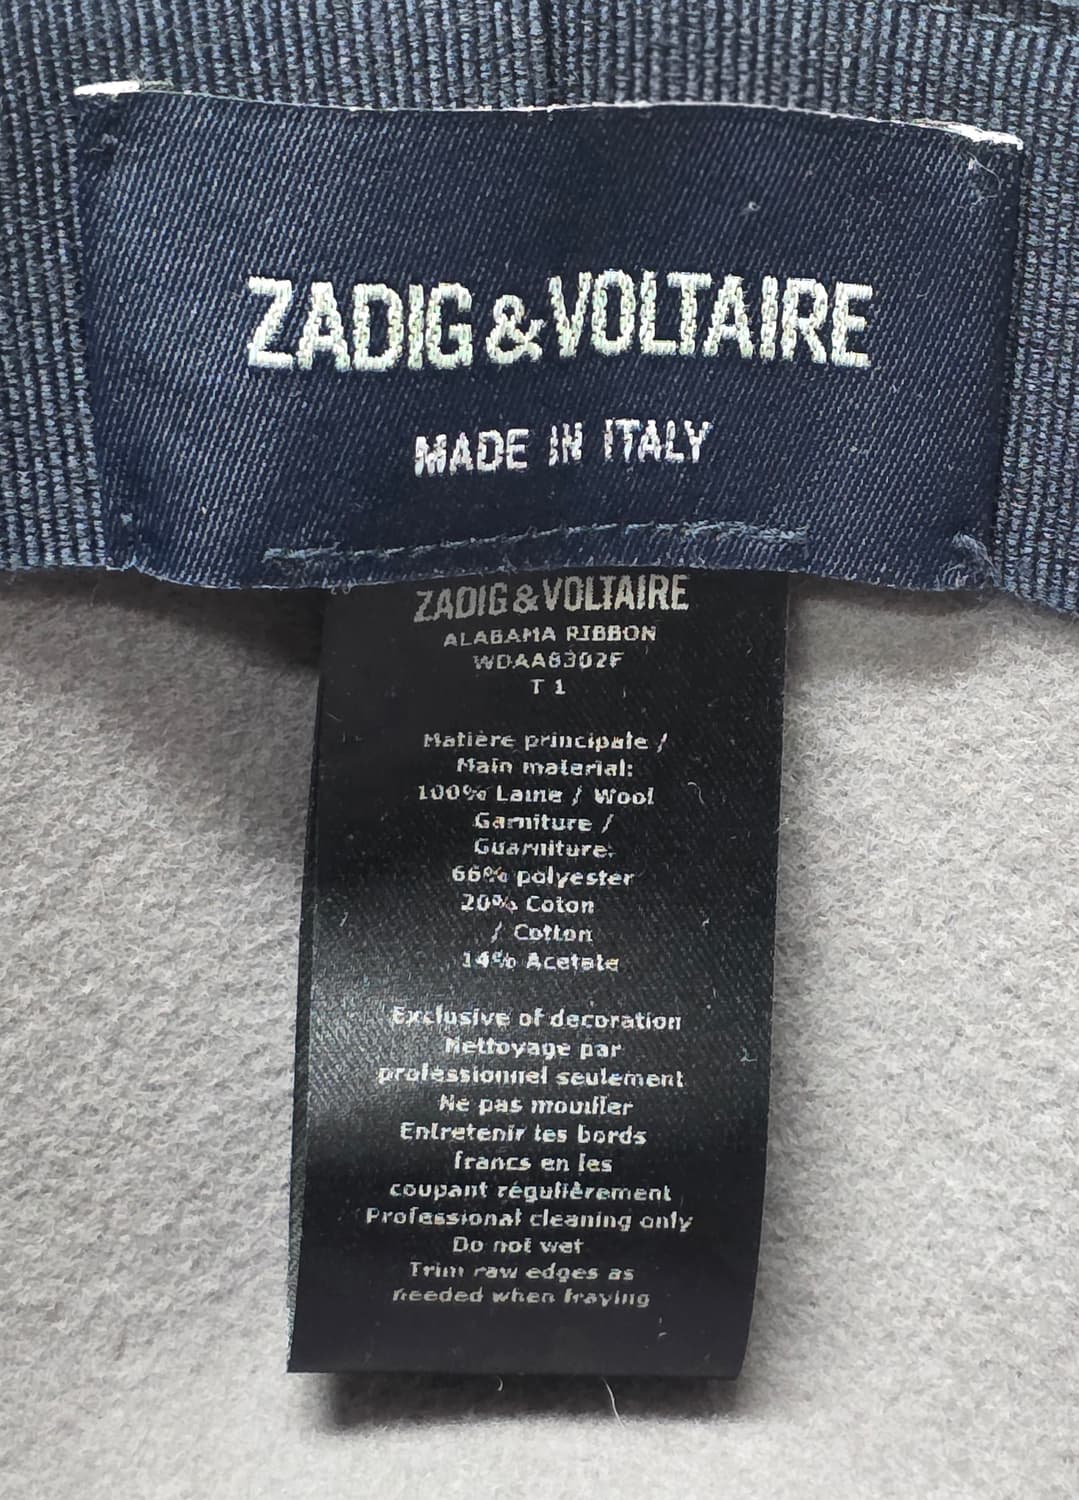 ZADIG & VOLTAIRE
MADE IN ITALY
ZADIG & VOLTAIRE
ALABAMA RIBBON
WDAA8302F
T 1
Matière principale /
Main material:
100% Laine / Wool
Garniture /
Guarniture:
66% polyester
20% Coton
/ Cotton
14% Acetate
Exclusive of decoration
Nettoyage par
professionnel seulement
Ne pas mouiller
Entretenir les bords
francs en les
coupant régulièrement
Professional cleaning only
Do not wet
Trim raw edges as
needed when fraying